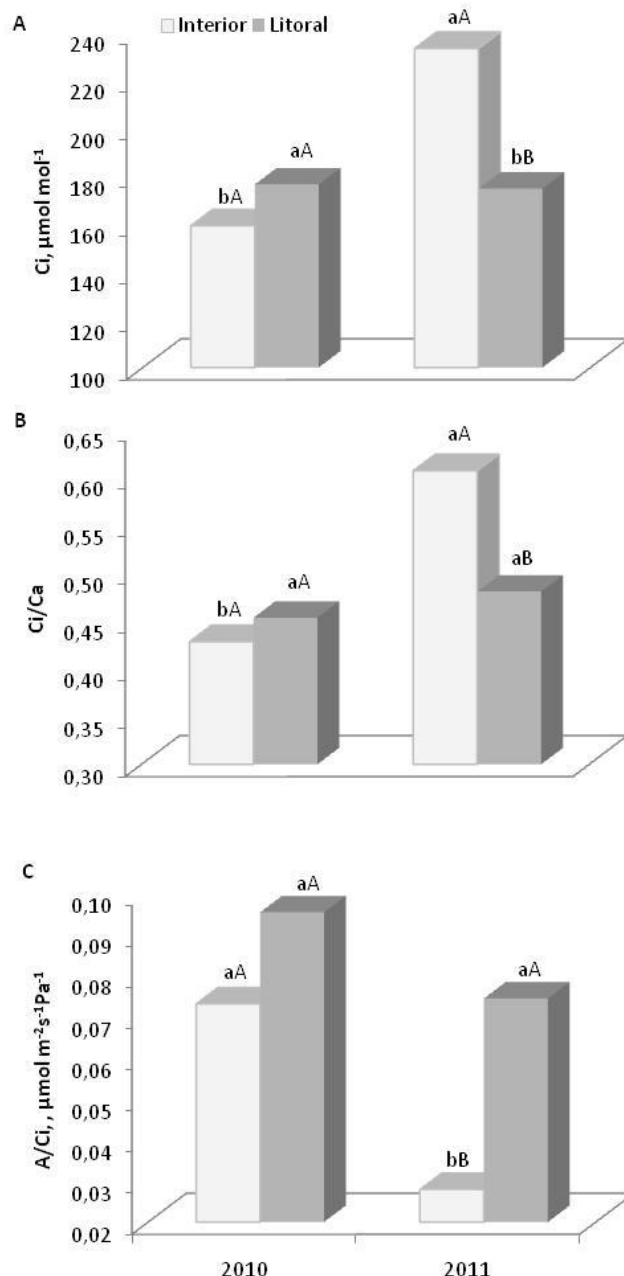 A
Interior Litoral
240
220
200
180
160
140
120
100
Ci, µmol mol⁻¹
bA
aA
aA
bB
B
0,65
0,60
0,55
0,50
0,45
0,40
0,35
0,30
Ci/Ca
bA
aA
aA
aB
C
0,10
0,09
0,08
0,07
0,06
0,05
0,04
0,03
0,02
A/Ci, , µmol m⁻²s⁻¹Pa⁻¹
aA
aA
bB
aA
2010 2011